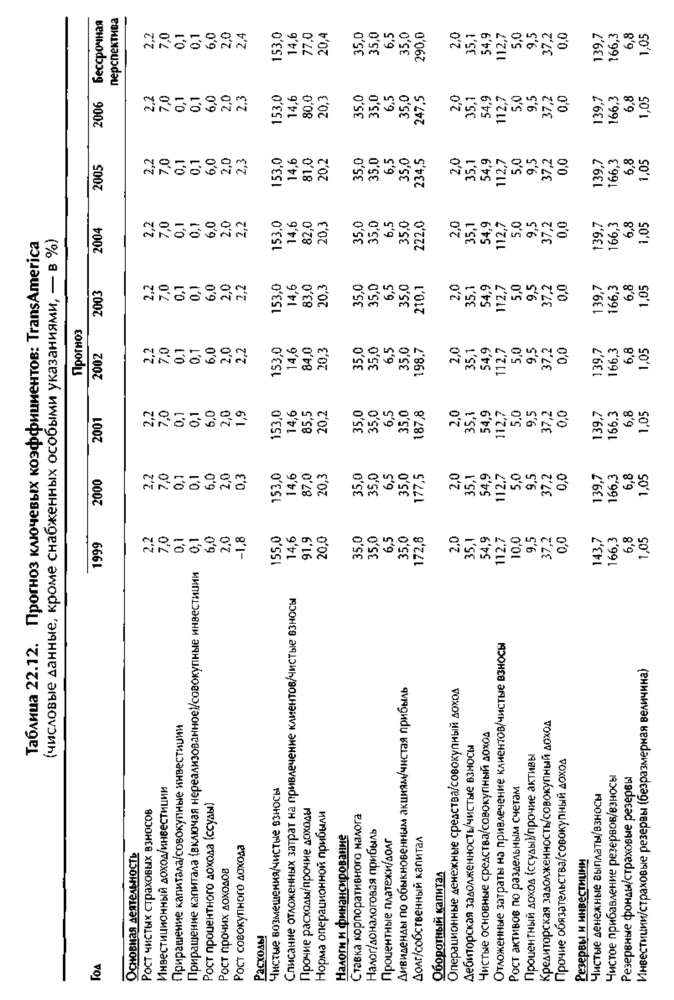 Таблица 22.12. Прогноз ключевых коэффициентов: TransAmerica
(числовые данные, кроме снабженных особыми указаниями, — в %)
Прогноз
Год 1999 2000 2001 2002 2003 2004 2005 2006 Бессрочная перспектива
Основная деятельность
Рост чистых страховых взносов 2,2 2,2 2,2 2,2 2,2 2,2 2,2 2,2 2,2
Инвестиционный доход/инвестиции 7,0 7,0 7,0 7,0 7,0 7,0 7,0 7,0 7,0
Приращение капитала/совокупные инвестиции 0,1 0,1 0,1 0,1 0,1 0,1 0,1 0,1 0,1
Приращение капитала (включая нереализованное)/совокупные инвестиции 0,1 0,1 0,1 0,1 0,1 0,1 0,1 0,1 0,1
Рост процентного дохода (ссуды) 6,0 6,0 6,0 6,0 6,0 6,0 6,0 6,0 6,0
Рост прочих доходов 2,0 2,0 2,0 2,0 2,0 2,0 2,0 2,0 2,0
Рост совокупного дохода –1,8 0,3 1,9 2,2 2,2 2,2 2,3 2,3 2,4
Расходы
Чистые возмещения/чистые взносы 155,0 153,0 153,0 153,0 153,0 153,0 153,0 153,0 153,0
Списание отложенных затрат на привлечение клиентов/чистые взносы 14,6 14,6 14,6 14,6 14,6 14,6 14,6 14,6 14,6
Прочие расходы/прочие доходы 91,9 87,0 85,5 84,0 83,0 82,0 81,0 80,0 77,0
Норма операционной прибыли 20,0 20,3 20,2 20,3 20,3 20,3 20,2 20,3 20,4
Налоги и финансирование
Ставка корпоративного налога 35,0 35,0 35,0 35,0 35,0 35,0 35,0 35,0 35,0
Налог/доналоговая прибыль 35,0 35,0 35,0 35,0 35,0 35,0 35,0 35,0 35,0
Процентные платежи/долг 6,5 6,5 6,5 6,5 6,5 6,5 6,5 6,5 6,5
Дивиденды по обыкновенным акциям/чистая прибыль 35,0 35,0 35,0 35,0 35,0 35,0 35,0 35,0 35,0
Долг/собственный капитал 172,8 177,5 187,8 198,7 210,1 222,0 234,5 247,5 290,0
Оборотный капитал
Операционные денежные средства/совокупный доход 2,0 2,0 2,0 2,0 2,0 2,0 2,0 2,0 2,0
Дебиторская задолженность/чистые взносы 35,1 35,1 35,1 35,1 35,1 35,1 35,1 35,1 35,1
Чистые основные средства/совокупный доход 54,9 54,9 54,9 54,9 54,9 54,9 54,9 54,9 54,9
Отложенные затраты на привлечение клиентов/чистые взносы 112,7 112,7 112,7 112,7 112,7 112,7 112,7 112,7 112,7
Рост активов по раздельным счетам 10,0 5,0 5,0 5,0 5,0 5,0 5,0 5,0 5,0
Процентный доход (ссуды)/прочие активы 9,5 9,5 9,5 9,5 9,5 9,5 9,5 9,5 9,5
Кредиторская задолженность/совокупный доход 37,2 37,2 37,2 37,2 37,2 37,2 37,2 37,2 37,2
Прочие обязательства/совокупный доход 0,0 0,0 0,0 0,0 0,0 0,0 0,0 0,0 0,0
Резервы и инвестиции
Чистые денежные выплаты/взносы 143,7 139,7 139,7 139,7 139,7 139,7 139,7 139,7 139,7
Чистое прибавление резервов/взносы 166,3 166,3 166,3 166,3 166,3 166,3 166,3 166,3 166,3
Резервные фонды/страховые резервы 6,8 6,8 6,8 6,8 6,8 6,8 6,8 6,8 6,8
Инвестиции/страховые резервы (безразмерная величина) 1,05 1,05 1,05 1,05 1,05 1,05 1,05 1,05 1,05